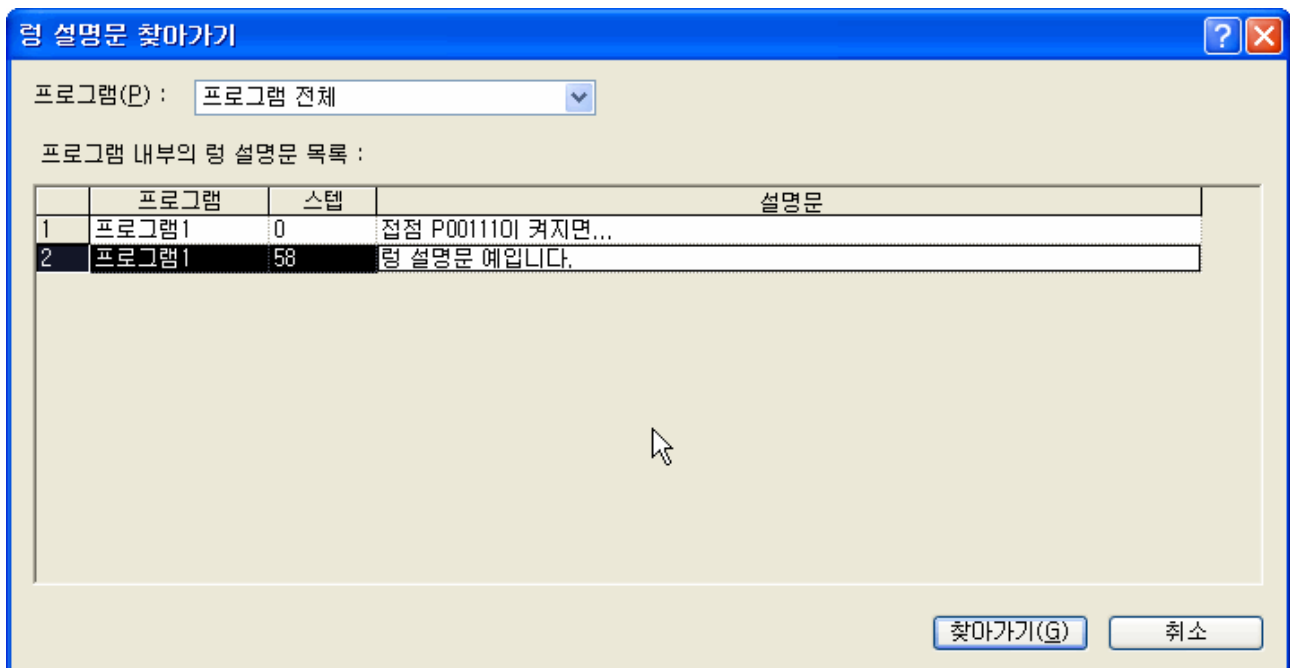 렁 설명문 찾아가기
프로그램(P) : 프로그램 전체
프로그램 내부의 렁 설명문 목록 :
프로그램 스텝 설명문
1 프로그램1 0 접점 P00111이 켜지면...
2 프로그램1 58 렁 설명문 예입니다.
찾아가기(G) 취소